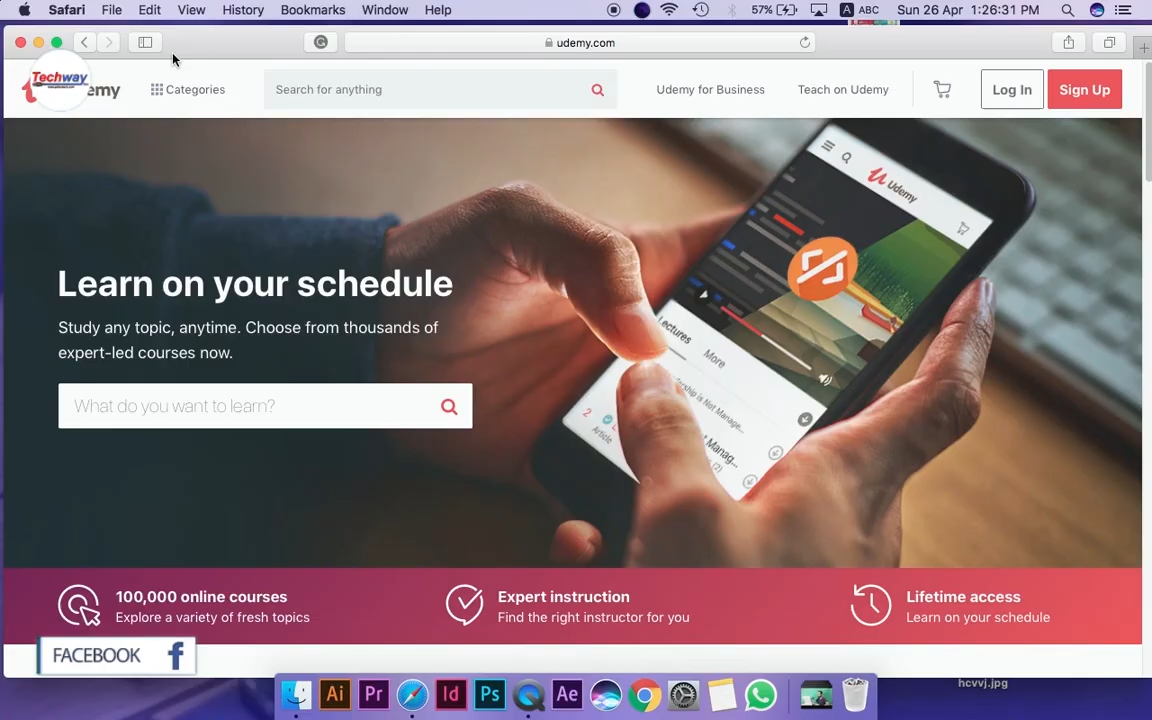 Safari File Edit View History Bookmarks Window Help 57% ABC Sun 26 Apr 1:26:31 PM
udemy.com
Techway
emy
Categories
Search for anything
Udemy for Business
Teach on Udemy
Log In
Sign Up
Udemy
Lectures More
2
Article
Learn on your schedule
Study any topic, anytime. Choose from thousands of
expert-led courses now.
What do you want to learn?
100,000 online courses
Explore a variety of fresh topics
Expert instruction
Find the right instructor for you
Lifetime access
Learn on your schedule
FACEBOOK f
hcvvj.jpg
Ai Pr Id Ps Ae